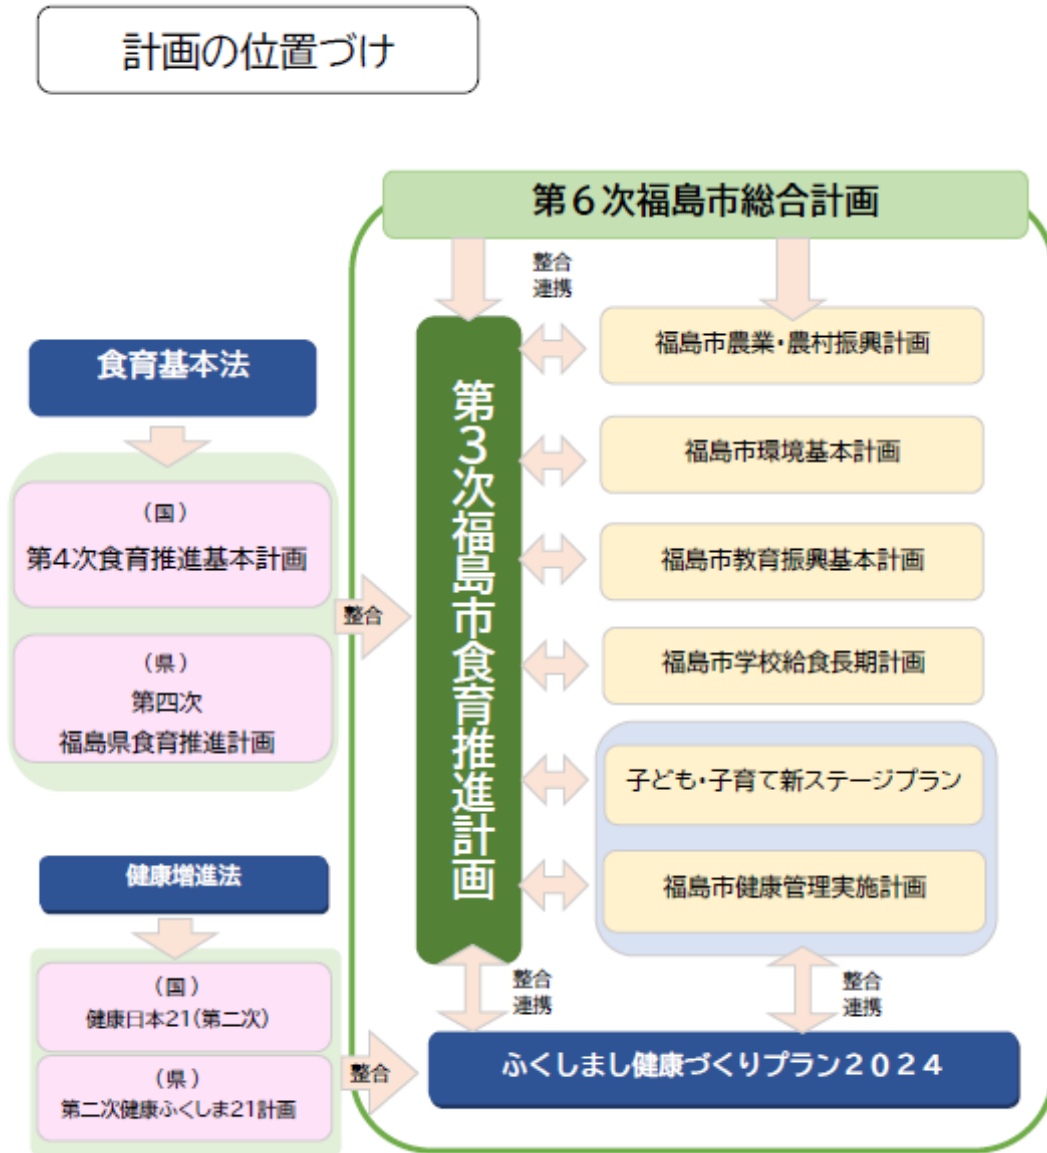 計画の位置づけ
第6次福島市総合計画
整合
連携
食育基本法
(国)
第4次食育推進基本計画
(県)
第四次
福島県食育推進計画
整合
第3次福島市食育推進計画
福島市農業・農村振興計画
福島市環境基本計画
福島市教育振興基本計画
福島市学校給食長期計画
子ども・子育て新ステージプラン
福島市健康管理実施計画
健康増進法
(国)
健康日本21(第二次)
(県)
第二次健康ふくしま21計画
整合
整合
連携
整合
連携
ふくしまし健康づくりプラン2024